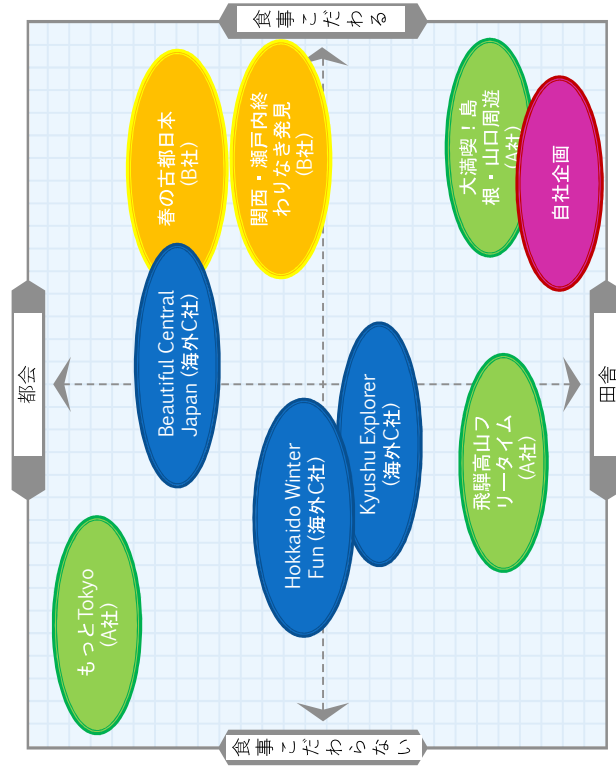 都会
もっとTokyo
(A社)
Beautiful Central
Japan (海外C社)
春の古都日本
(B社)
関西・瀬戸内終
わりなき発見
(B社)
食事こだわらない
食事こだわる
Hokkaido Winter
Fun (海外C社)
Kyushu Explorer
(海外C社)
飛騨高山フ
リータイム
(A社)
大満喫！島
根・山口周遊
(A社)
自社企画
田舎